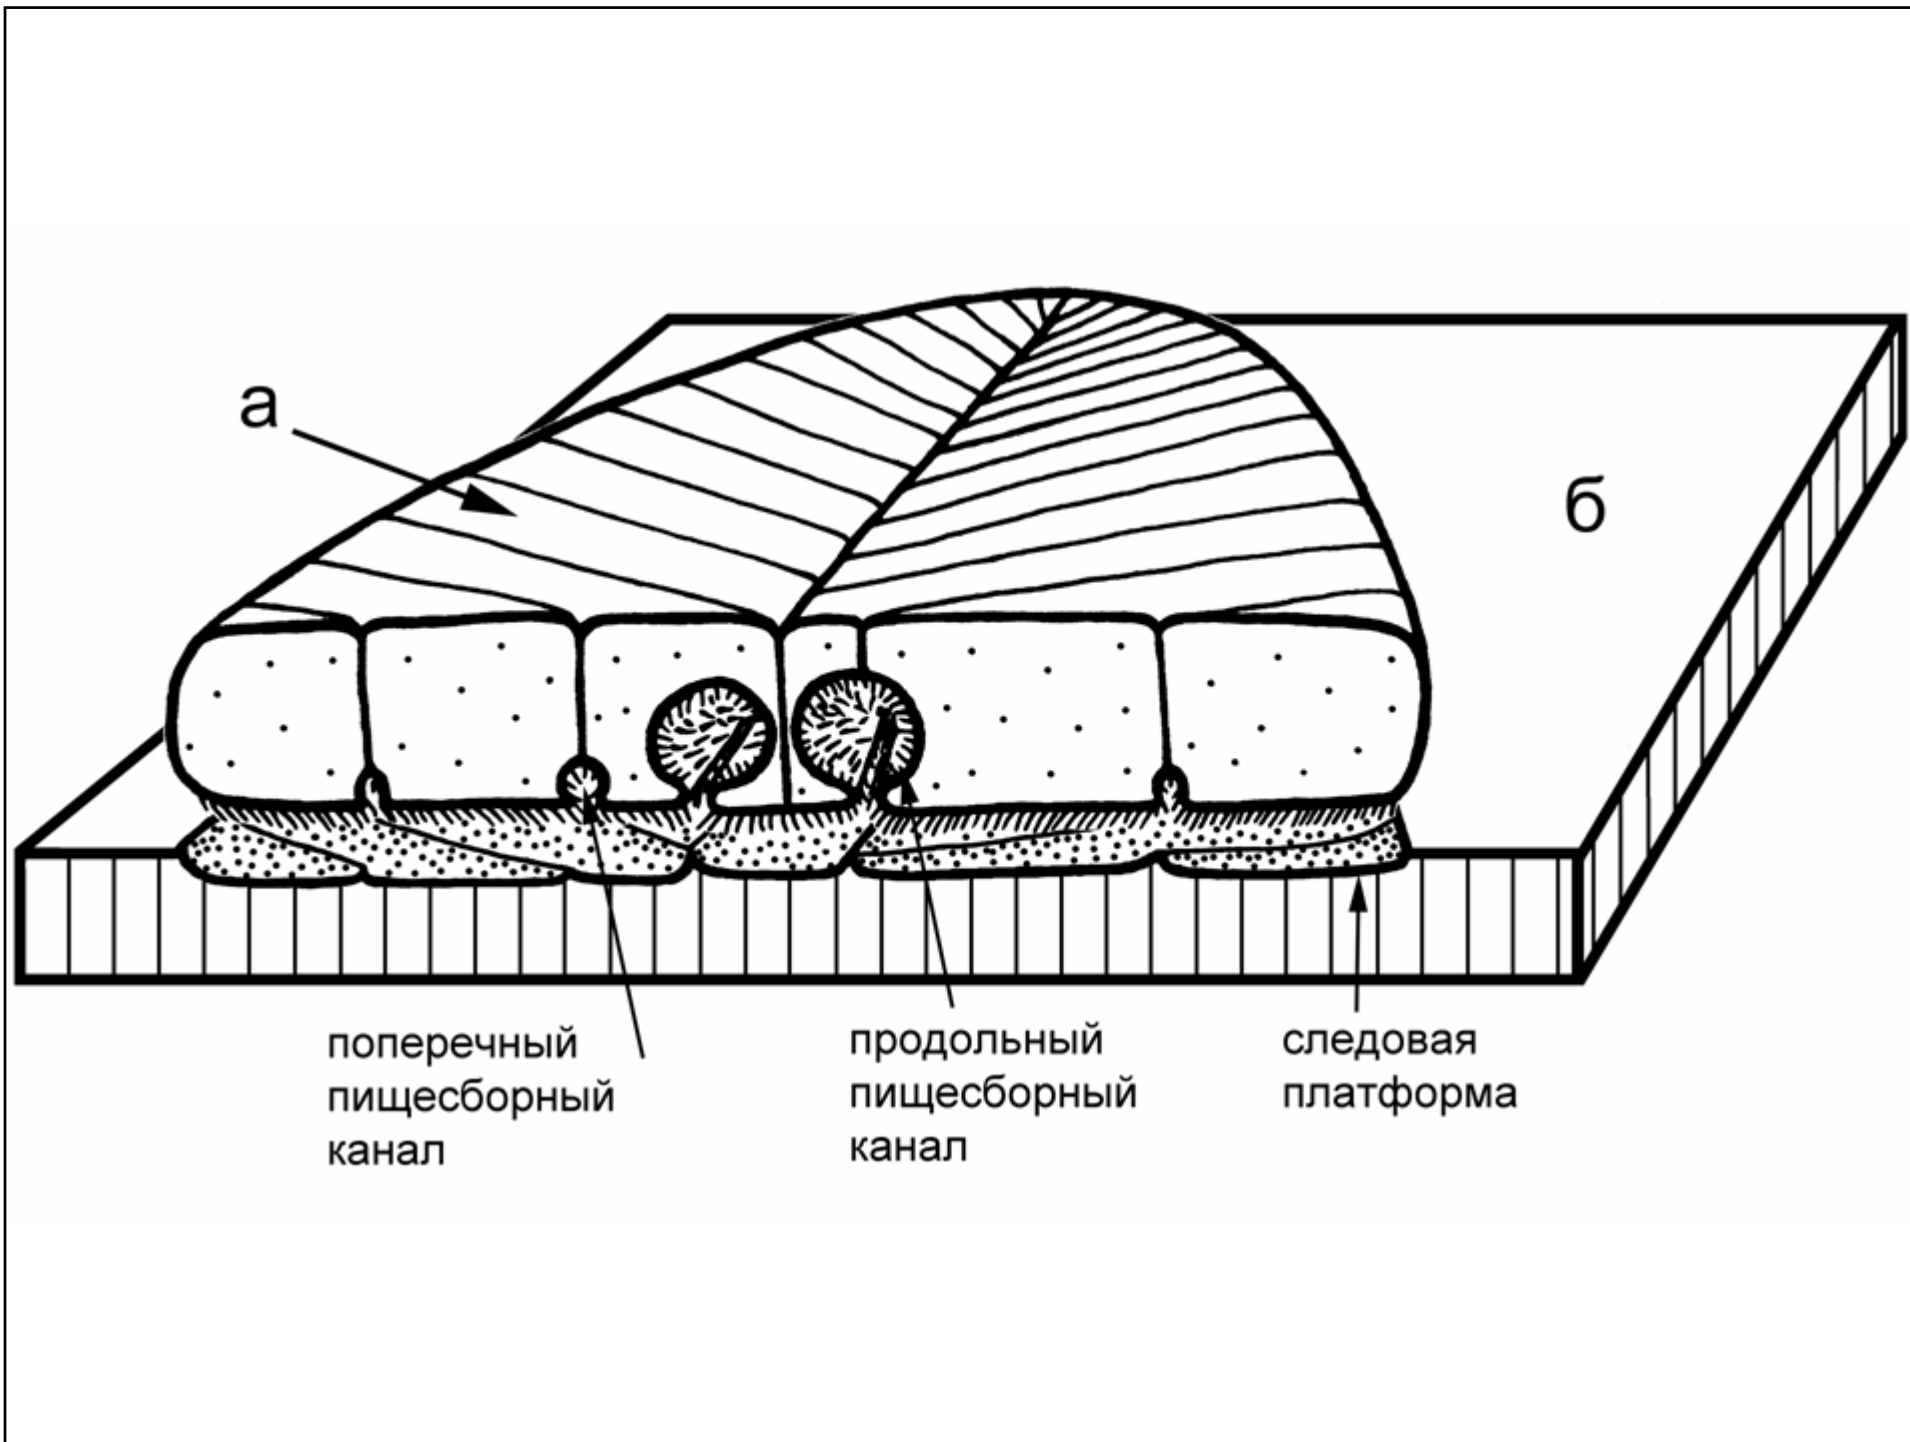 а
б
поперечный
пищесборный
канал
продольный
пищесборный
канал
следовая
платформа